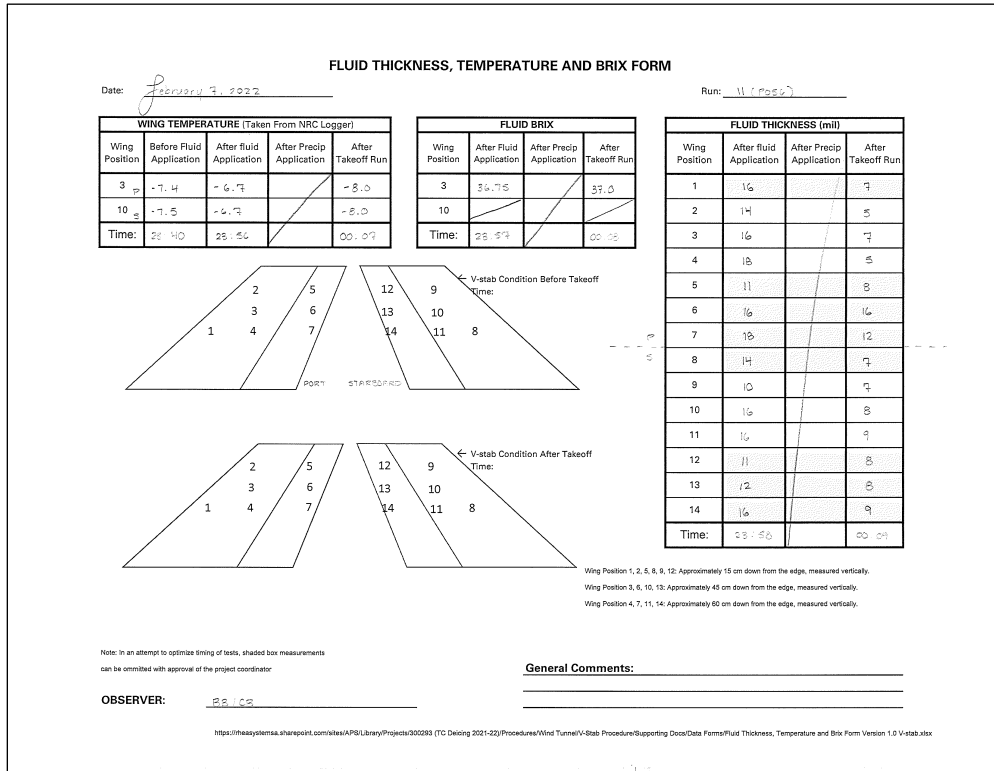 FLUID THICKNESS, TEMPERATURE AND BRIX FORM
Date: February 7, 2022
Run: 11 (P056)
WING TEMPERATURE (Taken From NRC Logger)
Wing Position Before Fluid Application After fluid Application After Precip Application After Takeoff Run
3 P -7.4 -6.7 -8.0
10 S -7.5 -6.7 -8.0
Time: 23:40 23:56 00:07
FLUID BRIX
Wing Position After Fluid Application After Precip Application After Takeoff Run
3 36.75 37.0
10
Time: 23:57 00:08
FLUID THICKNESS (mil)
Wing Position After fluid Application After Precip Application After Takeoff Run
1 16 7
2 14 5
3 16 7
4 18 5
5 11 8
6 16 16
7 18 12
P
S
8 14 7
9 10 7
10 16 8
11 16 9
12 11 8
13 12 8
14 16 9
Time: 23:58 00:09
← V-stab Condition Before Takeoff
Time:
2 5 12 9
3 6 13 10
1 4 7 14 11 8
PORT STARBOARD
← V-stab Condition After Takeoff
Time:
2 5 12 9
3 6 13 10
1 4 7 14 11 8
Wing Position 1, 2, 5, 8, 9, 12: Approximately 15 cm down from the edge, measured vertically.
Wing Position 3, 6, 10, 13: Approximately 45 cm down from the edge, measured vertically.
Wing Position 4, 7, 11, 14: Approximately 60 cm down from the edge, measured vertically.
Note: In an attempt to optimize timing of tests, shaded box measurements
can be ommitted with approval of the project coordinator
General Comments:
OBSERVER: BB/CB
https://rheasystemsa.sharepoint.com/sites/APS/Library/Projects/300293 (TC Deicing 2021-22)/Procedures/Wind Tunnel/V-Stab Procedure/Supporting Docs/Data Forms/Fluid Thickness, Temperature and Brix Form Version 1.0 V-stab.xlsx